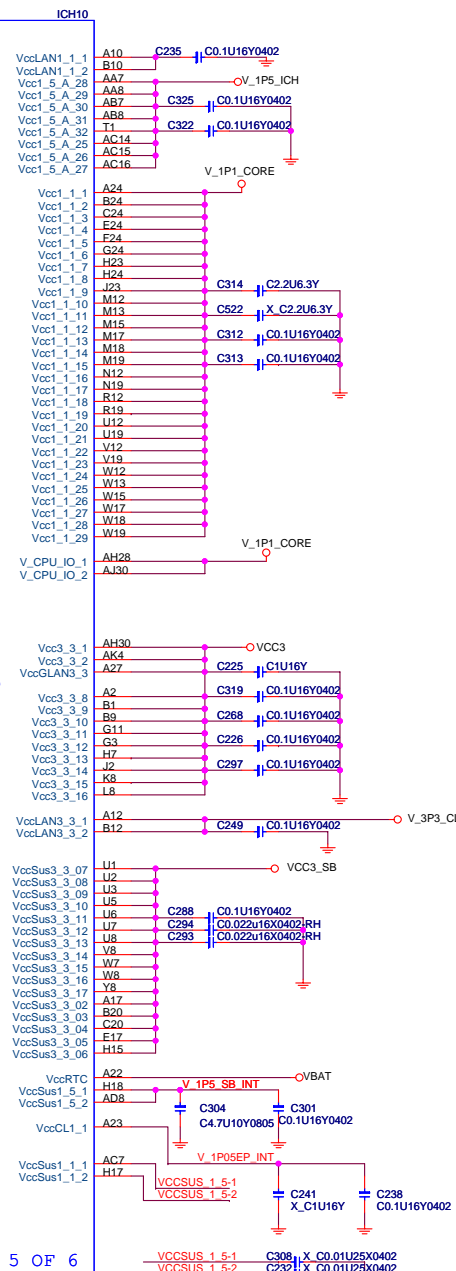 ICH10
VccLAN1_1_1 A10 C235 C0.1U16Y0402
VccLAN1_1_2 B10
Vcc1_5_A_28 AA7 V_1P5_ICH
Vcc1_5_A_29 AA8
Vcc1_5_A_30 AB7 C325 C0.1U16Y0402
Vcc1_5_A_31 AB8
Vcc1_5_A_32 T1 C322 C0.1U16Y0402
Vcc1_5_A_25 AC14
Vcc1_5_A_26 AC15
Vcc1_5_A_27 AC16
V_1P1_CORE
Vcc1_1_1 A24
Vcc1_1_2 B24
Vcc1_1_3 C24
Vcc1_1_4 E24
Vcc1_1_5 F24
Vcc1_1_6 G24
Vcc1_1_7 H23
Vcc1_1_8 H24
Vcc1_1_9 J23 C314 C2.2U6.3Y
Vcc1_1_10 M12
Vcc1_1_11 M13 C522 X_C2.2U6.3Y
Vcc1_1_12 M15
Vcc1_1_13 M17 C312 C0.1U16Y0402
Vcc1_1_14 M18
Vcc1_1_15 M19 C313 C0.1U16Y0402
Vcc1_1_16 N12
Vcc1_1_17 N19
Vcc1_1_18 R12
Vcc1_1_19 R19
Vcc1_1_20 U12
Vcc1_1_21 U19
Vcc1_1_22 V12
Vcc1_1_23 V19
Vcc1_1_24 W12
Vcc1_1_25 W13
Vcc1_1_26 W15
Vcc1_1_27 W17
Vcc1_1_28 W18
Vcc1_1_29 W19
V_1P1_CORE
V_CPU_IO_1 AH28
V_CPU_IO_2 AJ30
Vcc3_3_1 AH30 VCC3
Vcc3_3_2 AK4
VccGLAN3_3 A27 C225 C1U16Y
Vcc3_3_8 A2 C319 C0.1U16Y0402
Vcc3_3_9 B1
Vcc3_3_10 B9 C268 C0.1U16Y0402
Vcc3_3_11 G11
Vcc3_3_12 G3 C226 C0.1U16Y0402
Vcc3_3_13 H7
Vcc3_3_14 J2 C297 C0.1U16Y0402
Vcc3_3_15 K8
Vcc3_3_16 L8
VccLAN3_3_1 A12 V_3P3_CL
VccLAN3_3_2 B12 C249 C0.1U16Y0402
VccSus3_3_07 U1 VCC3_SB
VccSus3_3_08 U2
VccSus3_3_09 U3
VccSus3_3_10 U5
VccSus3_3_11 U6 C288 C0.1U16Y0402
VccSus3_3_12 U7 C294 C0.022u16X0402-RH
VccSus3_3_13 U8 C293 C0.022u16X0402-RH
VccSus3_3_14 V8
VccSus3_3_15 W7
VccSus3_3_16 W8
VccSus3_3_17 Y8
VccSus3_3_02 A17
VccSus3_3_03 B20
VccSus3_3_04 C20
VccSus3_3_05 E17
VccSus3_3_06 H15
VccRTC A22 VBAT
VccSus1_5_1 H18 V_1P5_SB_INT
VccSus1_5_2 AD8
C304 C301
C4.7U10Y0805 C0.1U16Y0402
VccCL1_1 A23
VccSus1_1_1 AC7 V_1P05EP_INT
VccSus1_1_2 H17
VCCSUS_1_5-1
VCCSUS_1_5-2
C241 C238
X_C1U16Y C0.1U16Y0402
5 OF 6
VCCSUS_1_5-1 C308 X_C0.01U25X0402
VCCSUS_1_5-2 C232 X_C0.01U25X0402